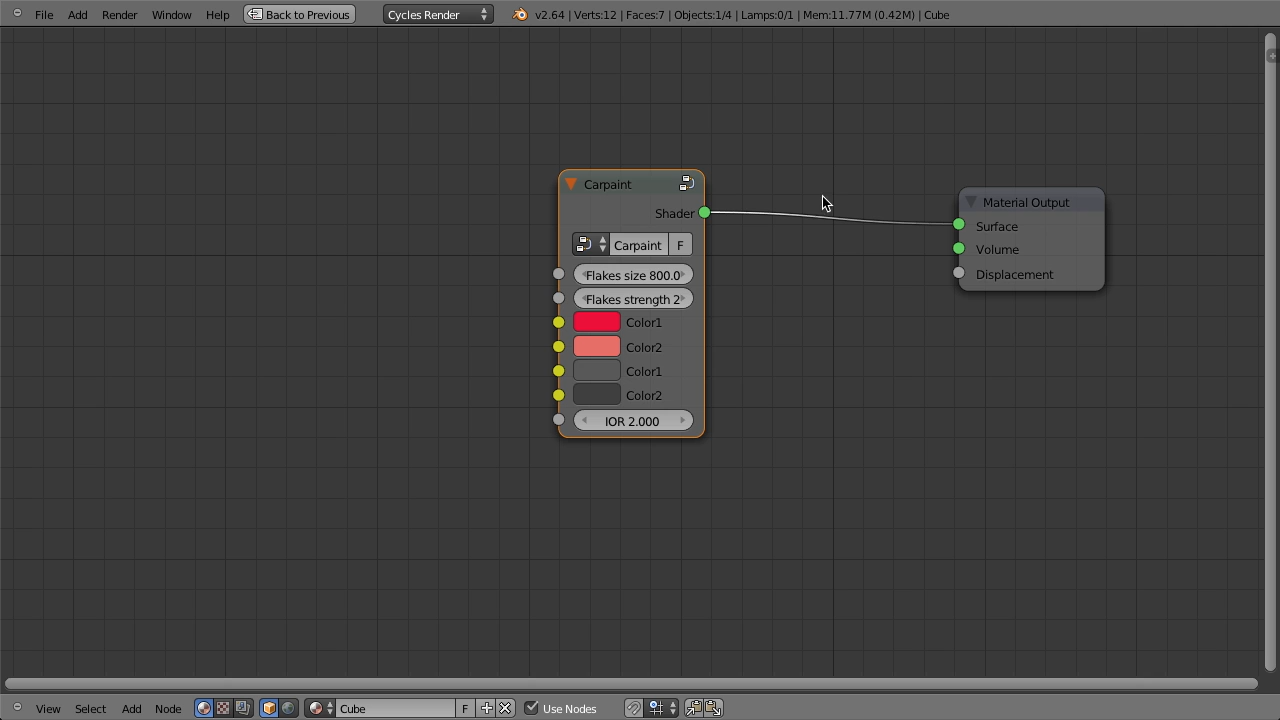 File Add Render Window Help Back to Previous Cycles Render v2.64 | Verts:12 | Faces:7 | Objects:1/4 | Lamps:0/1 | Mem:11.77M (0.42M) | Cube
Carpaint
Shader
Carpaint F
Flakes size 800.0
Flakes strength 2
Color1
Color2
Color1
Color2
IOR 2.000
Material Output
Surface
Volume
Displacement
View Select Add Node Cube F Use Nodes